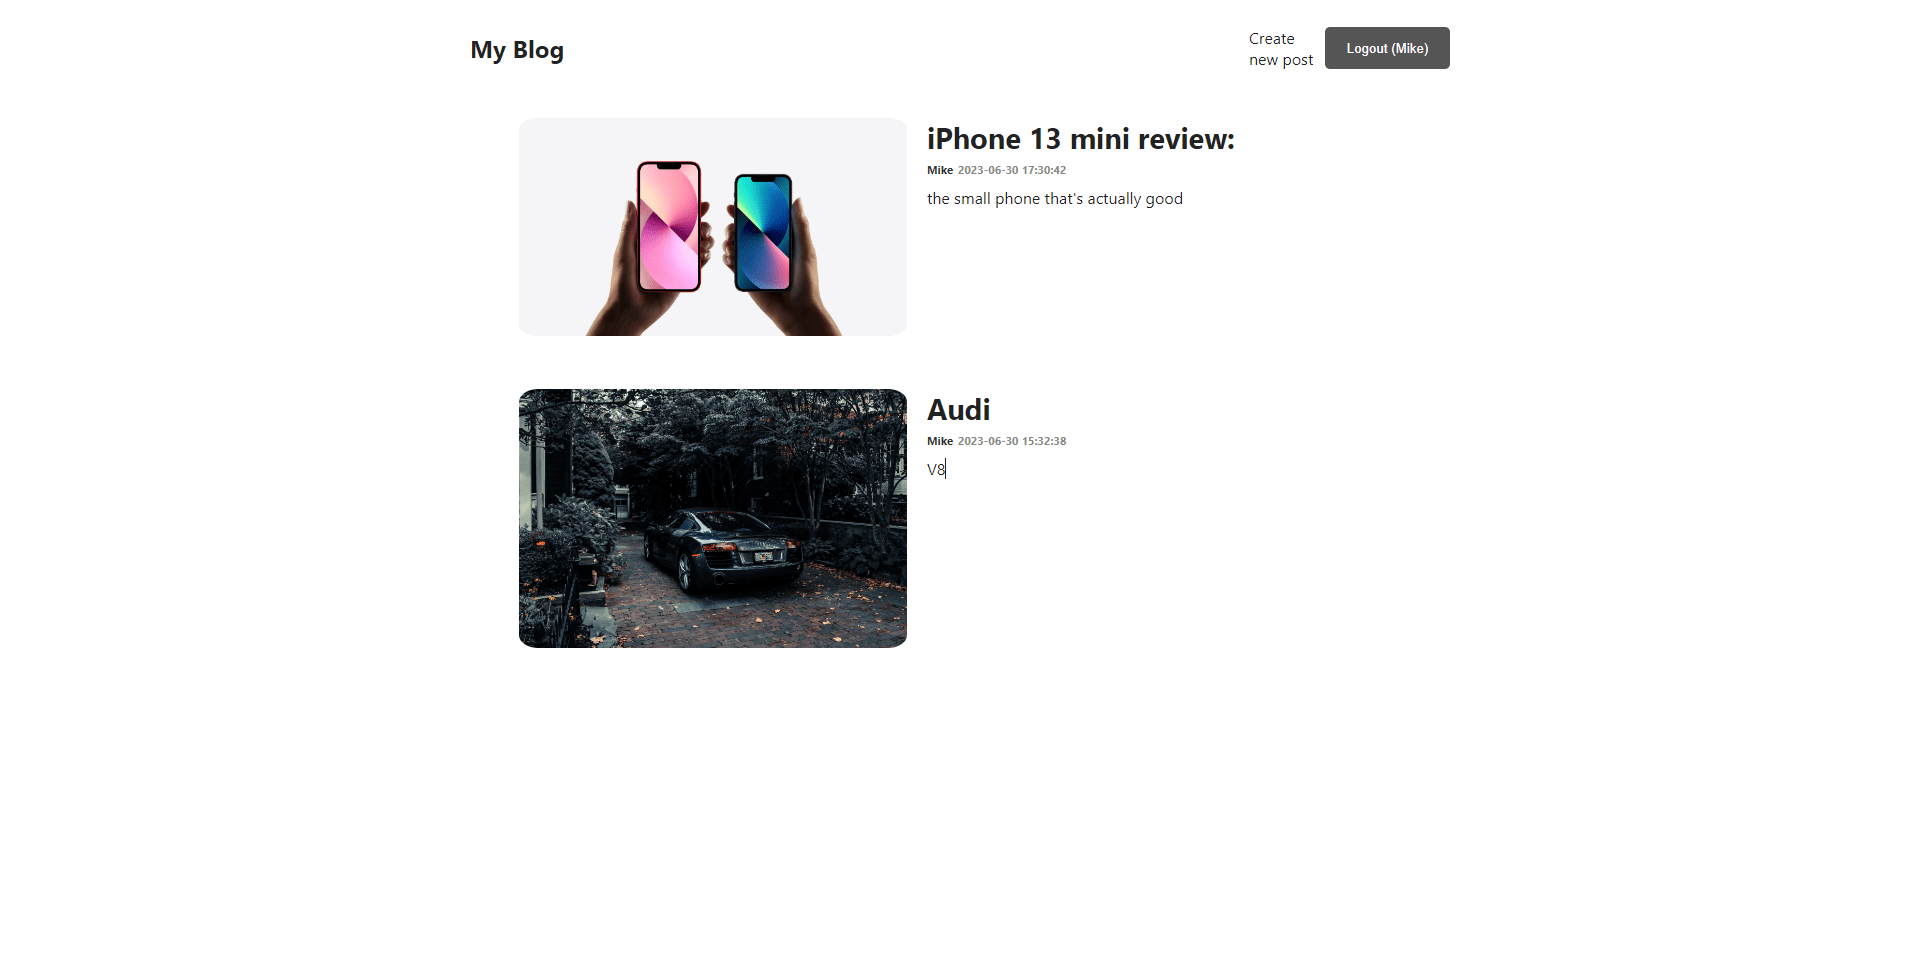 My Blog
Create
new post
Logout (Mike)
iPhone 13 mini review:
Mike 2023-06-30 17:30:42
the small phone that's actually good
Audi
Mike 2023-06-30 15:32:38
V8